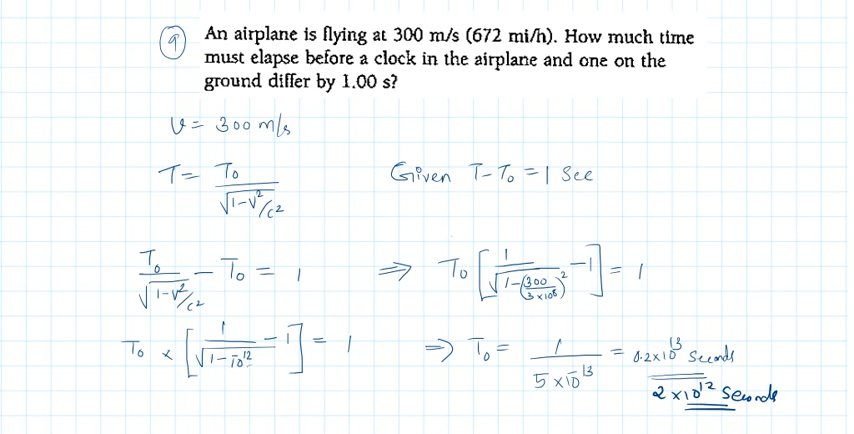 9 An airplane is flying at 300 m/s (672 mi/h). How much time
must elapse before a clock in the airplane and one on the
ground differ by 1.00 s?
v = 300 m/s
T = T₀/√(1-v²/c²) Given T-T₀ = 1 Sec
T₀/√(1-v²/c²) - T₀ = 1 ⇒ T₀ [1/√(1-(300/3×10⁸)²) -1] = 1
T₀ × [1/√(1-10⁻¹²) - 1] = 1 ⇒ T₀ = 1/(5×10⁻¹³) = 0.2×10¹³ Seconds
2×10¹² Seconds